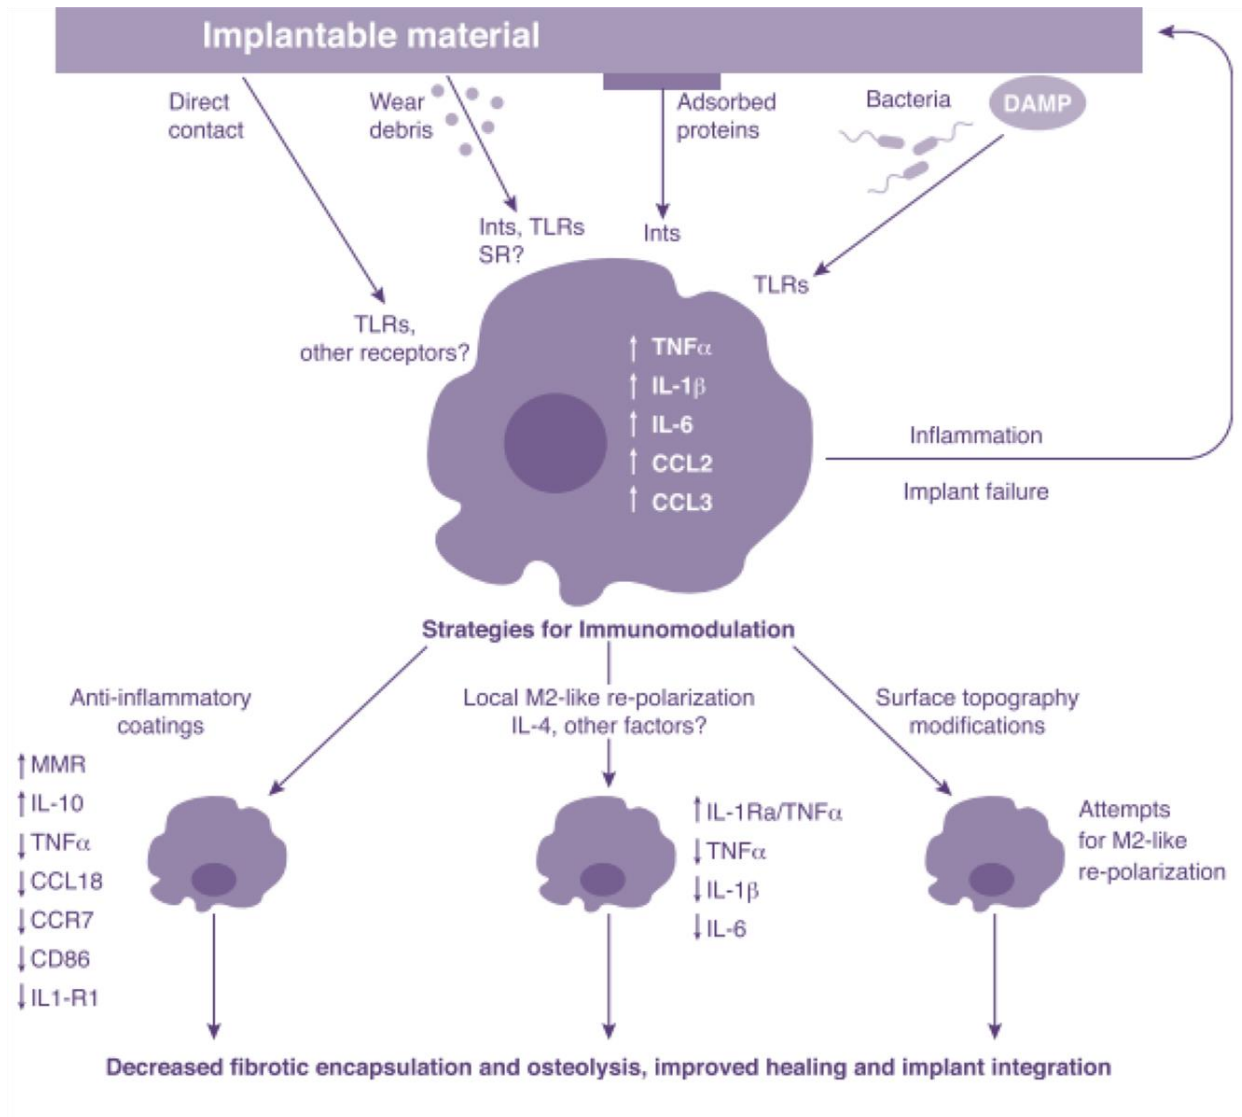 Implantable material
Direct
contact
Wear
debris
Adsorbed
proteins
Bacteria
DAMP
Ints, TLRs
SR?
Ints
TLRs
TLRs,
other receptors?
↑ TNFα
↑ IL-1β
↑ IL-6
↑ CCL2
↑ CCL3
Inflammation
Implant failure
Strategies for Immunomodulation
Anti-inflammatory
coatings
Local M2-like re-polarization
IL-4, other factors?
Surface topography
modifications
↑MMR
↑IL-10
↓TNFα
↓CCL18
↓CCR7
↓CD86
↓IL1-R1
↑IL-1Ra/TNFα
↓TNFα
↓IL-1β
↓IL-6
Attempts
for M2-like
re-polarization
Decreased fibrotic encapsulation and osteolysis, improved healing and implant integration